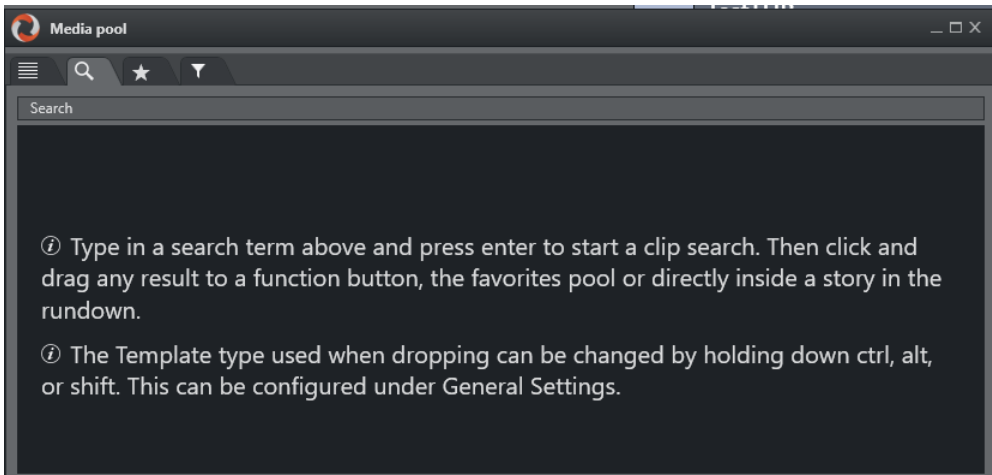 Media pool
Search
Type in a search term above and press enter to start a clip search. Then click and
drag any result to a function button, the favorites pool or directly inside a story in the
rundown.
The Template type used when dropping can be changed by holding down ctrl, alt,
or shift. This can be configured under General Settings.